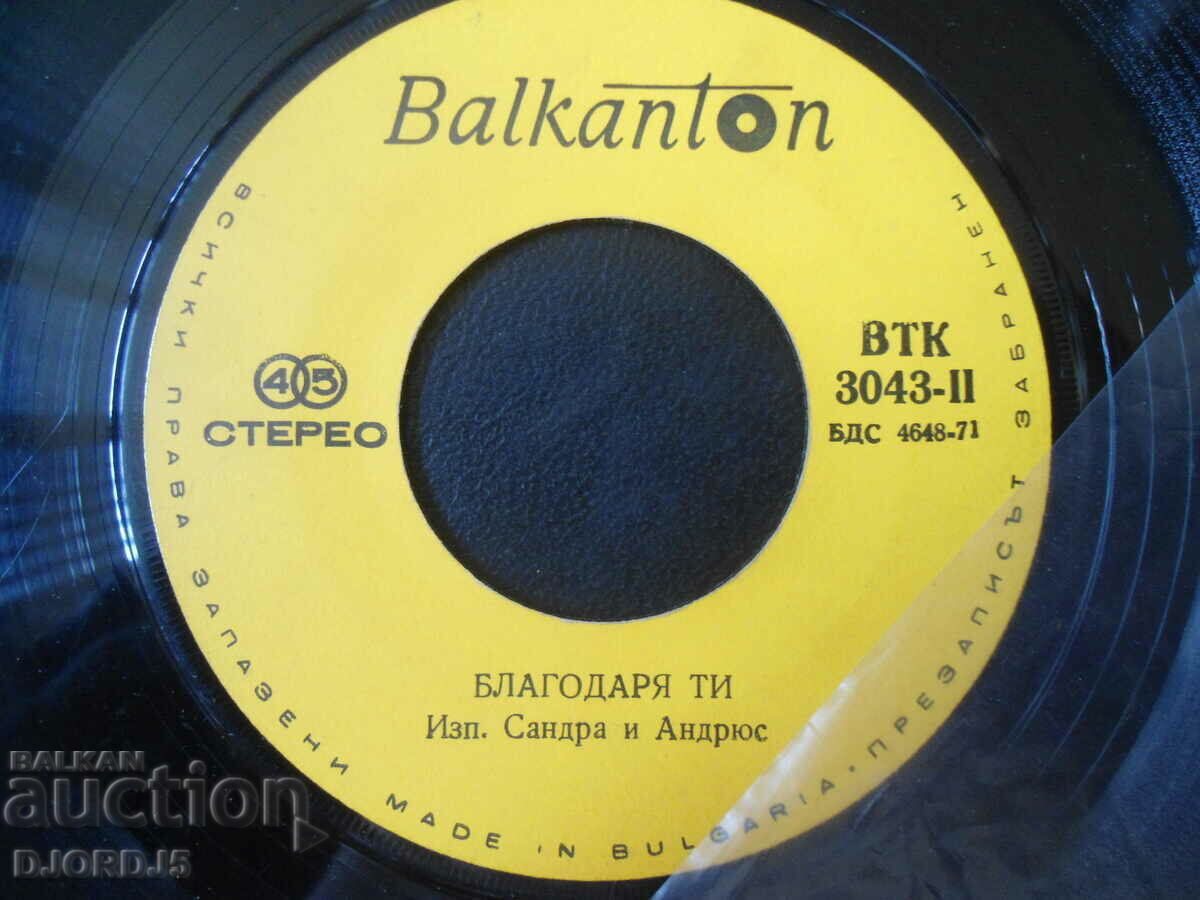 Balkanton
45
СТЕРЕО
ВТК
3043-II
БДС 4648-71
БЛАГОДАРЯ ТИ
Изп. Сандра и Андрюс
ВСИЧКИ ПРАВА ЗАПАЗЕНИ MADE IN BULGARIA · ПРЕЗАПИСЪТ ЗАБРАНЕН
BALKAN
auction
DJORDJ5